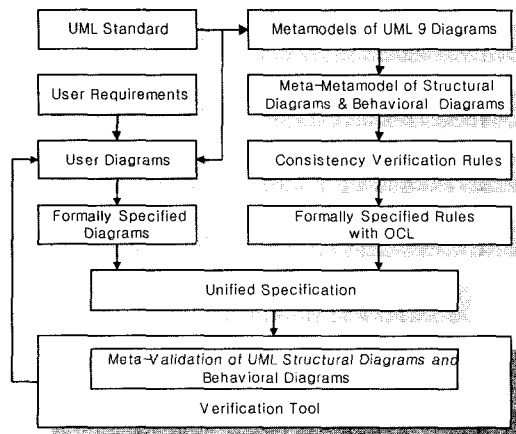 UML Standard
Metamodels of UML 9 Diagrams
User Requirements
Meta-Metamodel of Structural
Diagrams & Behavioral Diagrams
User Diagrams
Consistency Verification Rules
Formally Specified
Diagrams
Formally Specified Rules
with OCL
Unified Specification
Meta-Validation of UML Structural Diagrams and
Behavioral Diagrams
Verification Tool